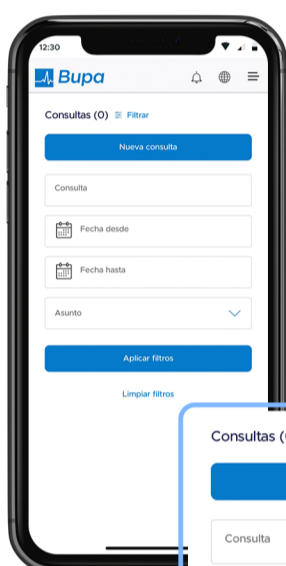 12:30
Bupa
Consultas (0) Filtrar
Nueva consulta
Consulta
Fecha desde
Fecha hasta
Asunto
Aplicar filtros
Limpiar filtros
Consultas (
Consulta